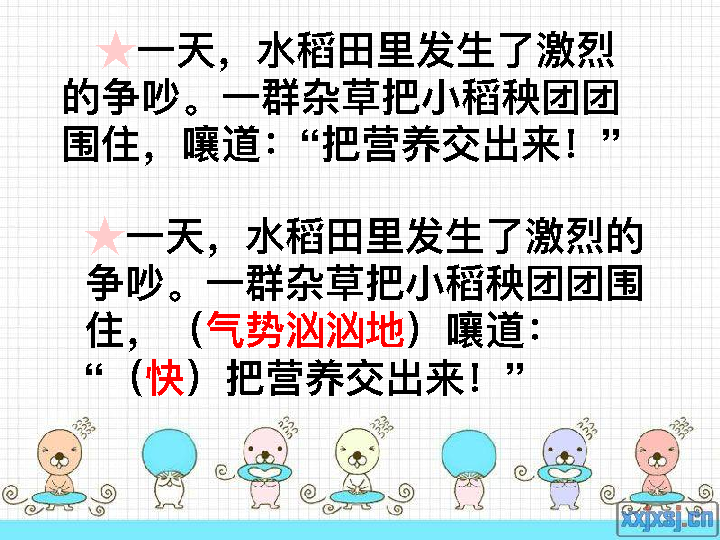 ★一天，水稻田里发生了激烈
的争吵。一群杂草把小稻秧团团
围住，嚷道：“把营养交出来！”
★一天，水稻田里发生了激烈的
争吵。一群杂草把小稻秧团团围
住，（气势汹汹地）嚷道：
“（快）把营养交出来！”
xxjxsj.cn